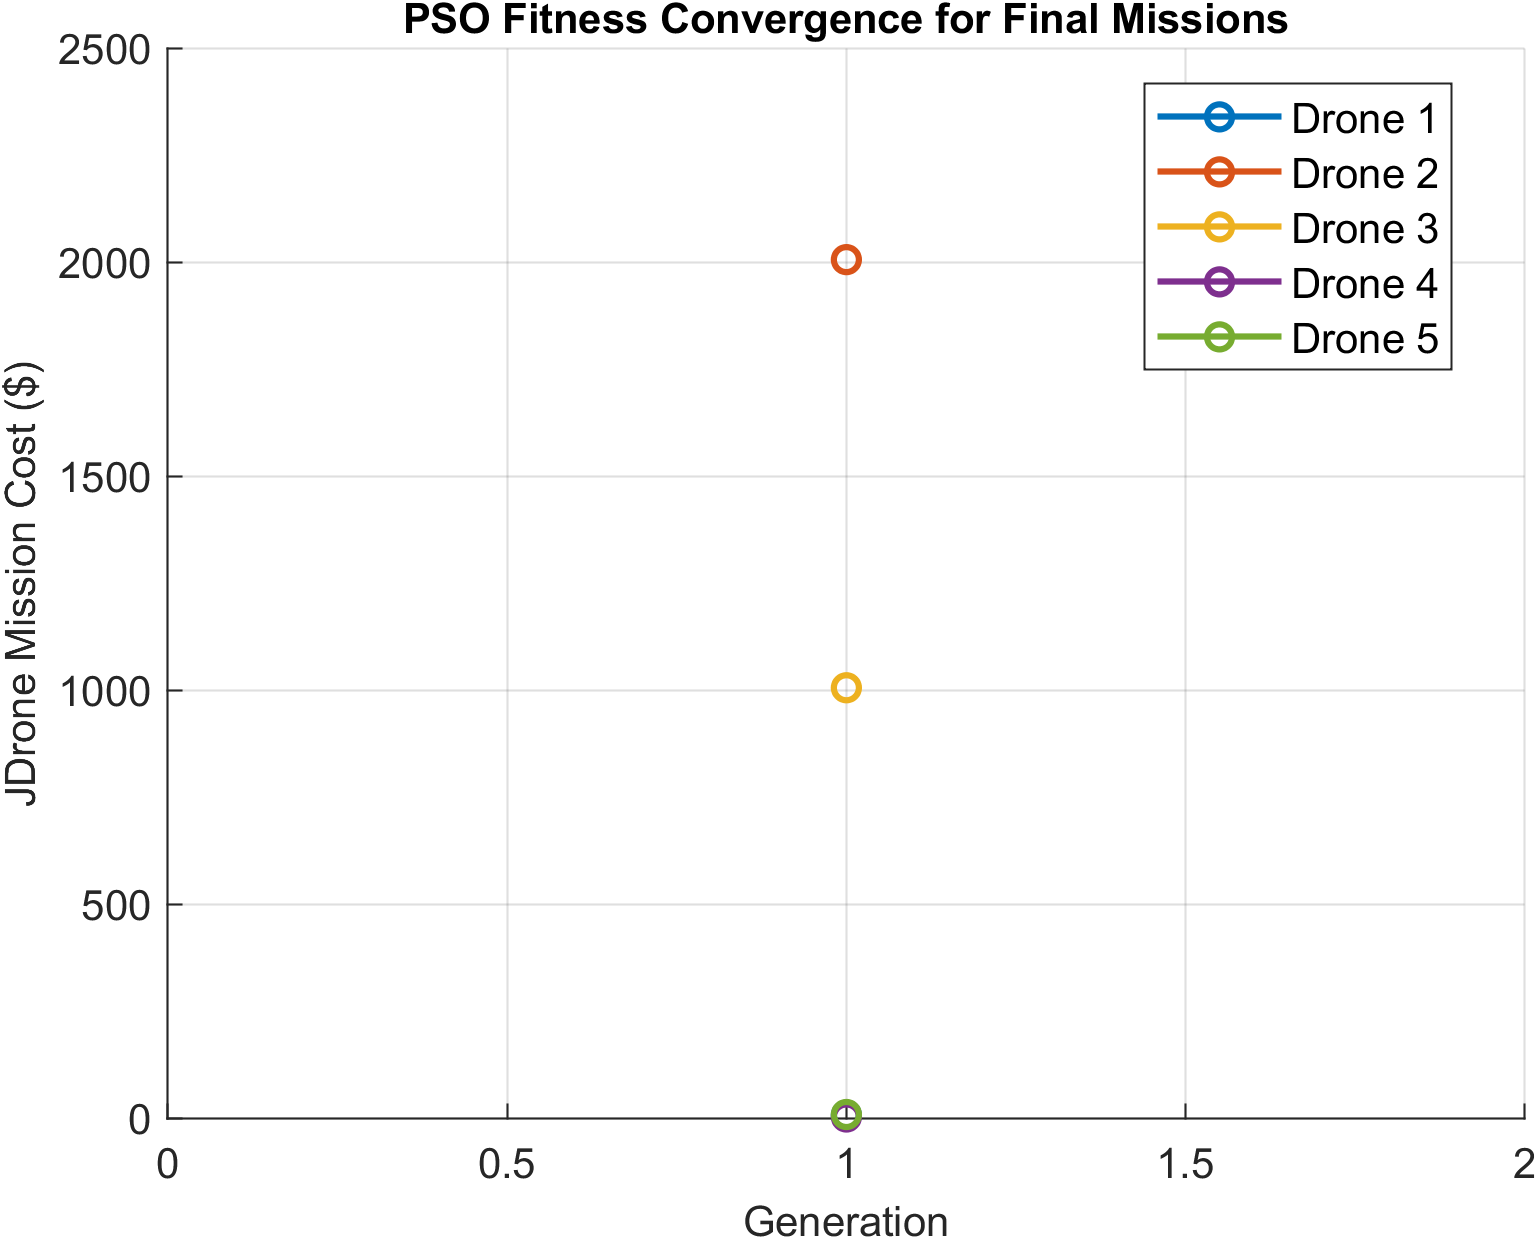 PSO Fitness Convergence for Final Missions
2500
2000
1500
1000
500
0
JDrone Mission Cost ($)
Drone 1
Drone 2
Drone 3
Drone 4
Drone 5
0
0.5
1
1.5
2
Generation